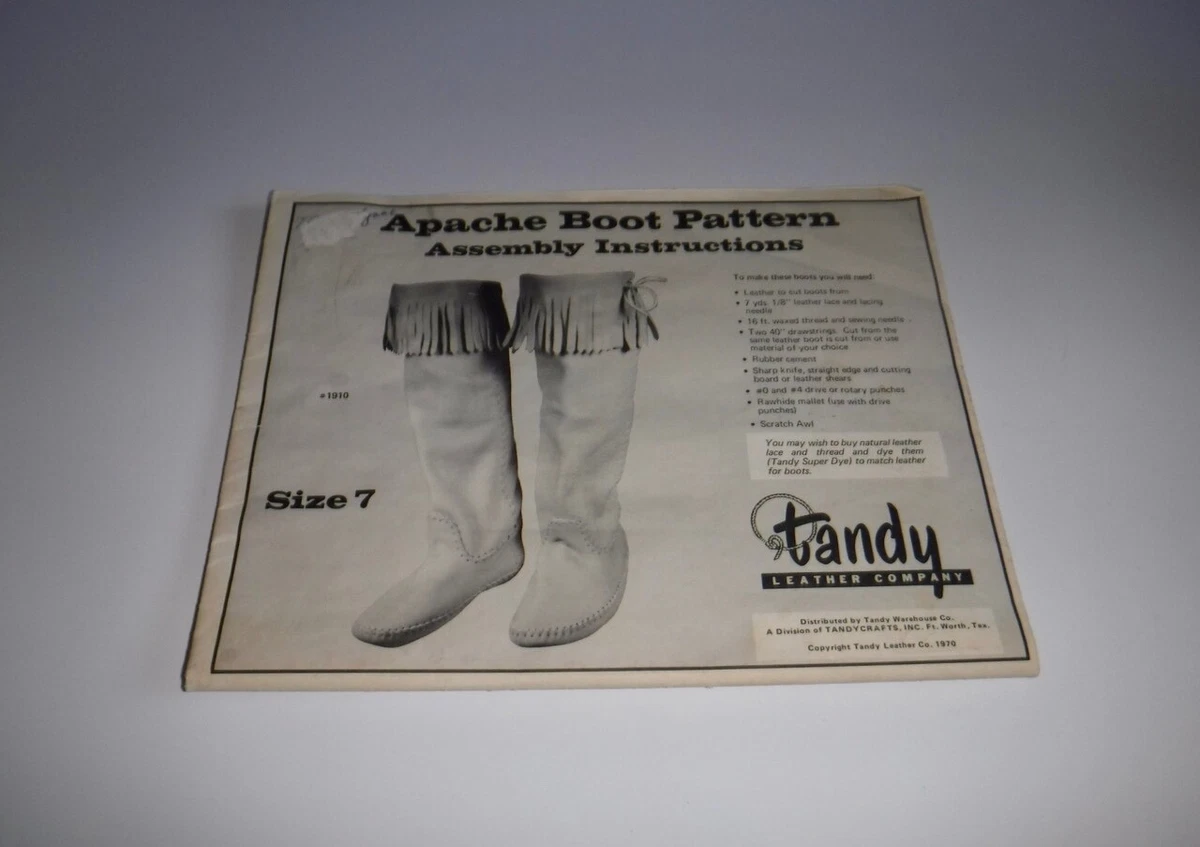 Apache Boot Pattern
Assembly Instructions
To make these boots you will need:
• Leather to cut boots from
• 7 yds. 1/8" leather lace and lacing
needle
• 16 ft. waxed thread and sewing needle
• Two 40" drawstrings. Cut from the
same leather boot is cut from or use
material of your choice
• Rubber cement
• Sharp knife, straight edge and cutting
board or leather shears
• #0 and #4 drive or rotary punches
• Rawhide mallet (use with drive
punches)
• Scratch Awl
You may wish to buy natural leather
lace and thread and dye them
(Tandy Super Dye) to match leather
for boots.
#1910
Size 7
tandy
LEATHER COMPANY
Distributed by Tandy Warehouse Co.
A Division of TANDYCRAFTS, INC. Ft. Worth, Tex.
Copyright Tandy Leather Co. 1970